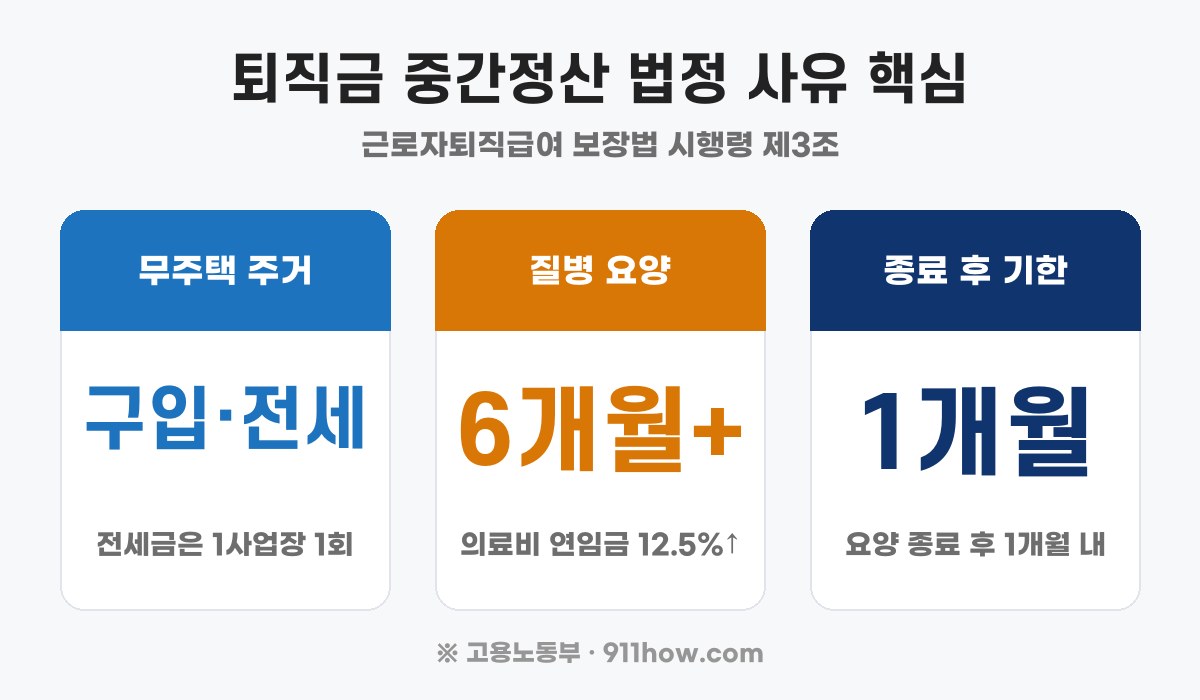 퇴직금 중간정산 법정 사유 핵심
근로자퇴직급여 보장법 시행령 제3조
무주택 주거
구입·전세
전세금은 1사업장 1회
질병 요양
6개월+
의료비 연임금 12.5%↑
종료 후 기한
1개월
요양 종료 후 1개월 내
※ 고용노동부 · 911how.com